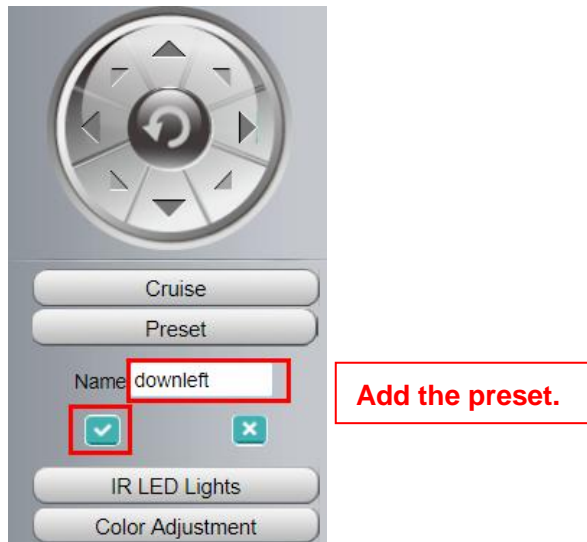 Cruise
Preset
Name downleft
Add the preset.
IR LED Lights
Color Adjustment